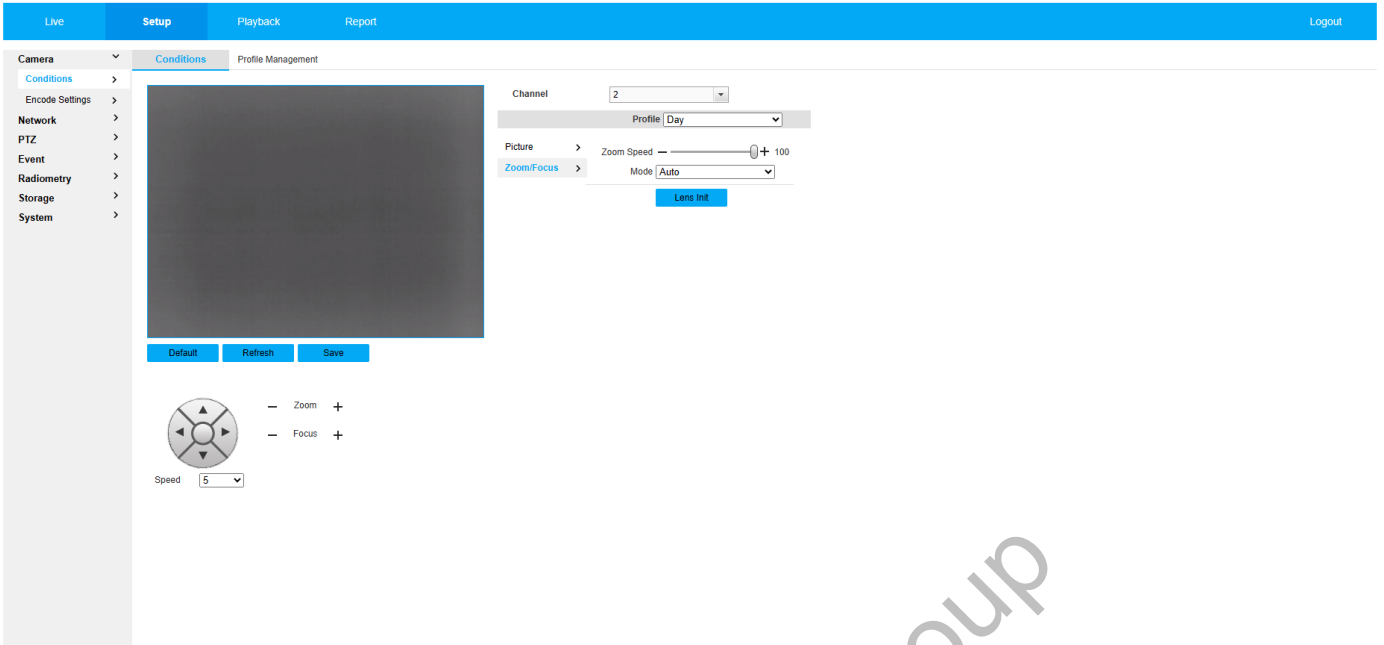 Live Setup Playback Report Logout
Camera
Conditions
Encode Settings
Network
PTZ
Event
Radiometry
Storage
System
Conditions Profile Management
Channel 2
Profile Day
Picture
Zoom/Focus
Zoom Speed 100
Mode Auto
Lens Init
Default Refresh Save
Zoom
Focus
Speed 5